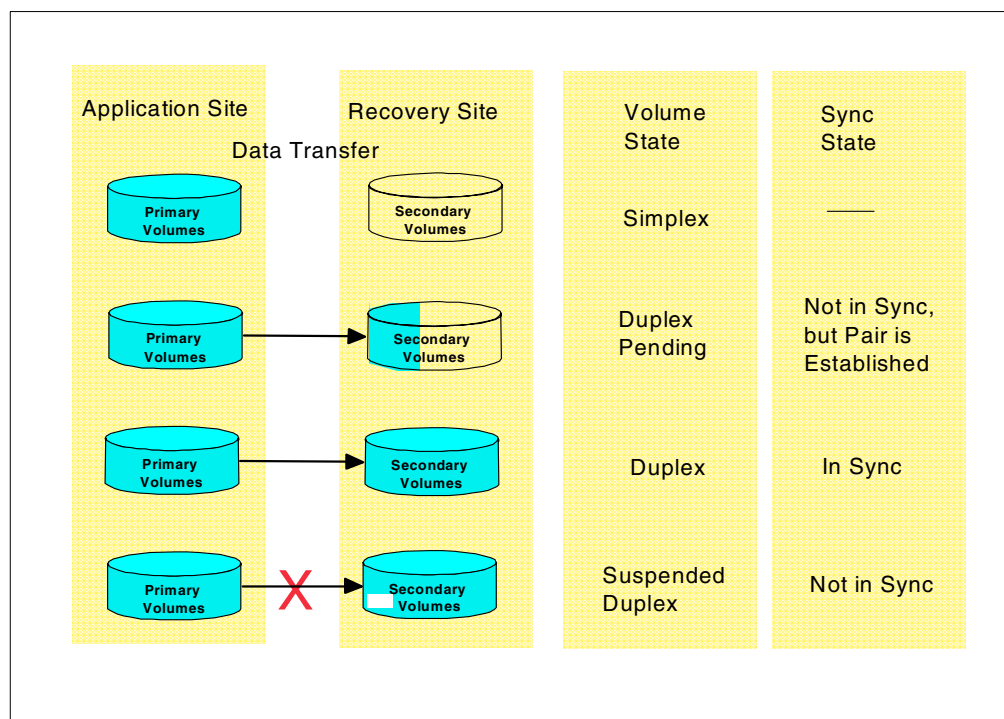 Application Site
Recovery Site
Volume
State
Sync
State
Data Transfer
Primary
Volumes
Secondary
Volumes
Simplex
Primary
Volumes
Secondary
Volumes
Duplex
Pending
Not in Sync,
but Pair is
Established
Primary
Volumes
Secondary
Volumes
Duplex
In Sync
Primary
Volumes
X
Secondary
Volumes
Suspended
Duplex
Not in Sync